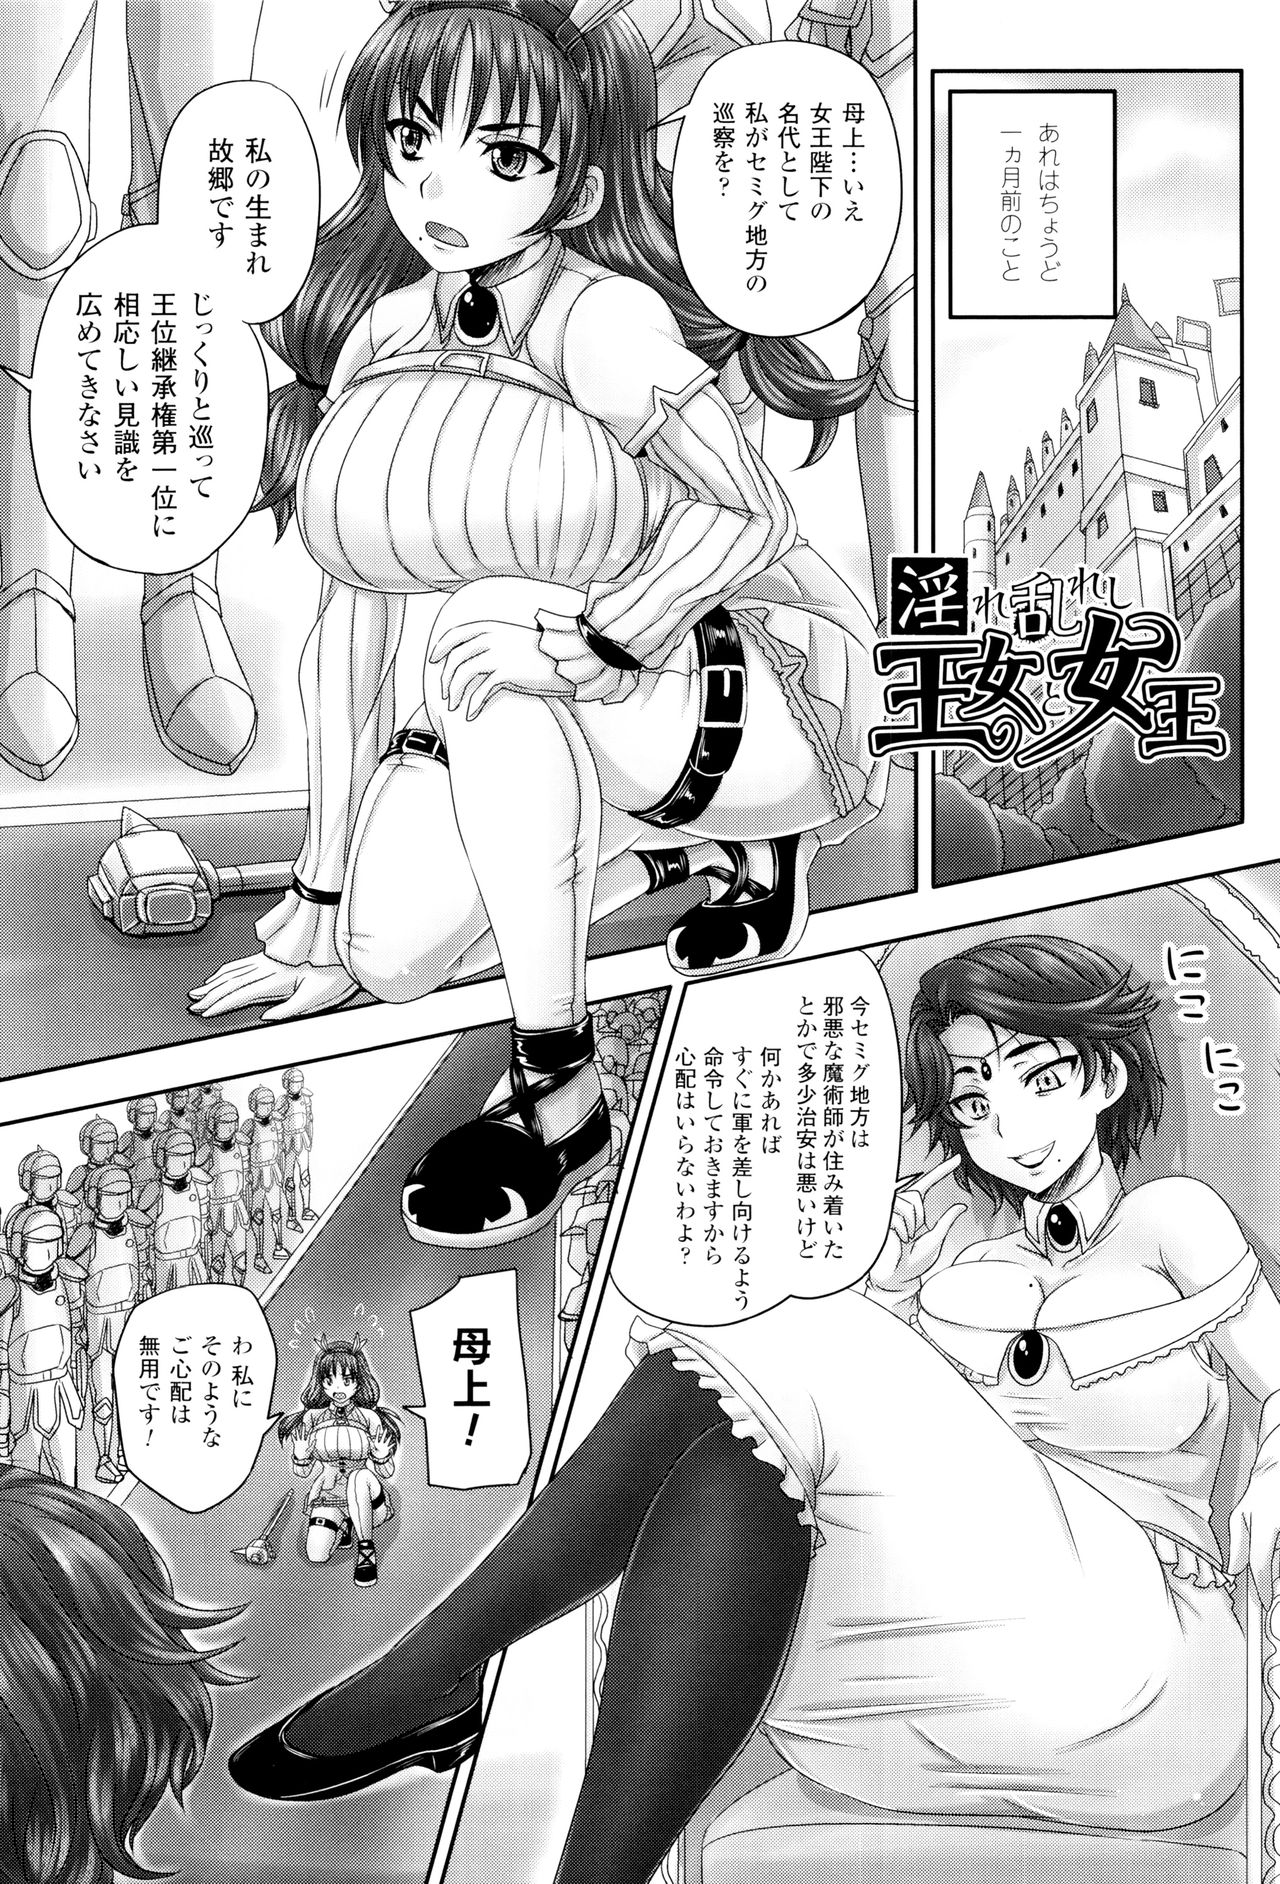 あれはちょうど
一ヵ月前のこと
淫れ乱れし
王女と女王
母上…いえ
女王陛下の
名代として
私がセミグ地方の
巡察を？
私の生まれ
故郷です
じっくりと巡って
王位継承権第一位に
相応しい見識を
広めてきなさい
にこ
にこ
今セミグ地方は
邪悪な魔術師が住み着いた
とかで多少治安は悪いけど
何かあれば
すぐに軍を差し向けるよう
命令しておきますから
心配はいらないわよ？
母上！
わ 私に
そのような
ご心配は
無用です！